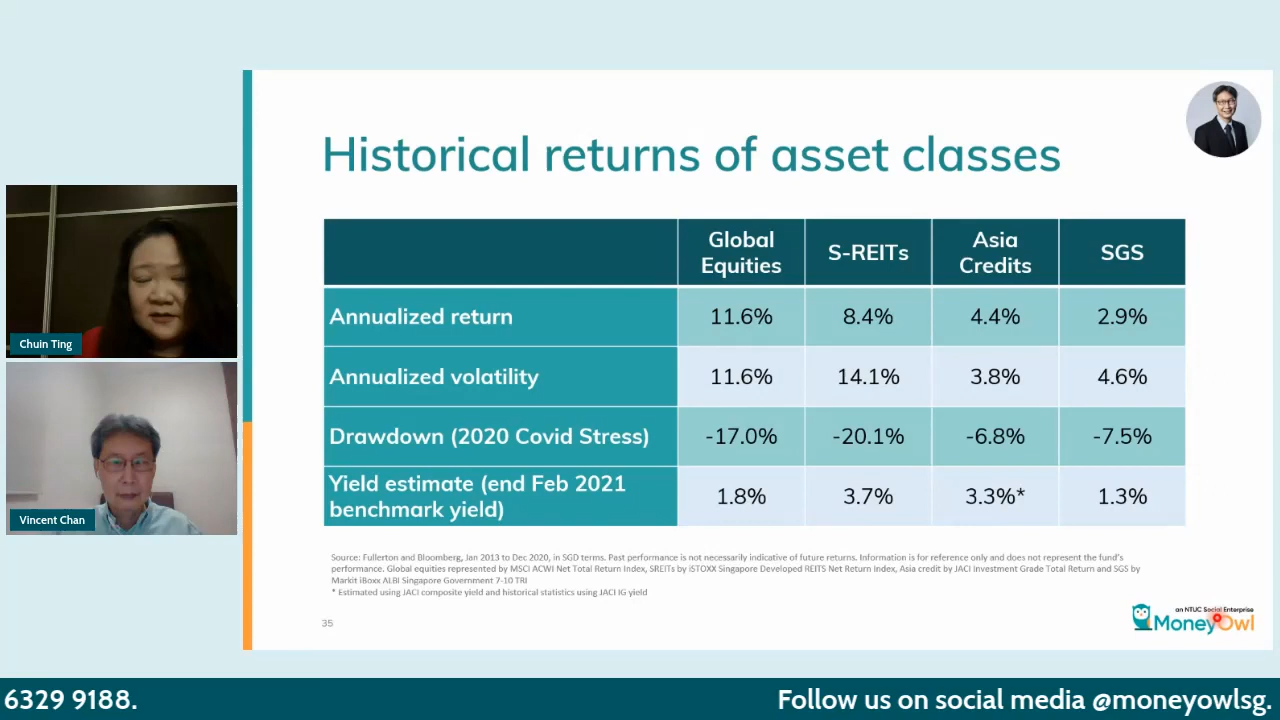 Historical returns of asset classes
Global Equities S-REITs Asia Credits SGS
Annualized return 11.6% 8.4% 4.4% 2.9%
Annualized volatility 11.6% 14.1% 3.8% 4.6%
Drawdown (2020 Covid Stress) -17.0% -20.1% -6.8% -7.5%
Yield estimate (end Feb 2021 benchmark yield) 1.8% 3.7% 3.3%* 1.3%
Source: Fullerton and Bloomberg, Jan 2013 to Dec 2020, in SGD terms. Past performance is not necessarily indicative of future returns. Information is for reference only and does not represent the fund's
performance. Global equities represented by MSCI ACWI Net Total Return Index, SREITs by iSTOXX Singapore Developed REITS Net Return Index, Asia credit by JACI Investment Grade Total Return and SGS by
Markit iBoxx ALBI Singapore Government 7-10 TRI
* Estimated using JACI composite yield and historical statistics using JACI IG yield
35
an NTUC Social Enterprise
MoneyOwl
Chuin Ting
Vincent Chan
6329 9188.
Follow us on social media @moneyowlsg.